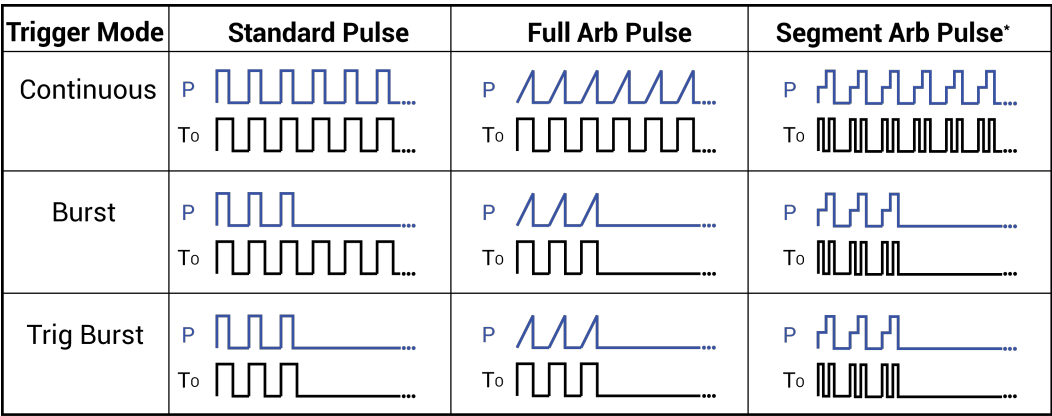 Trigger Mode Standard Pulse Full Arb Pulse Segment Arb Pulse*
Continuous P P P
To To To
Burst P P P
To To To
Trig Burst P P P
To To To